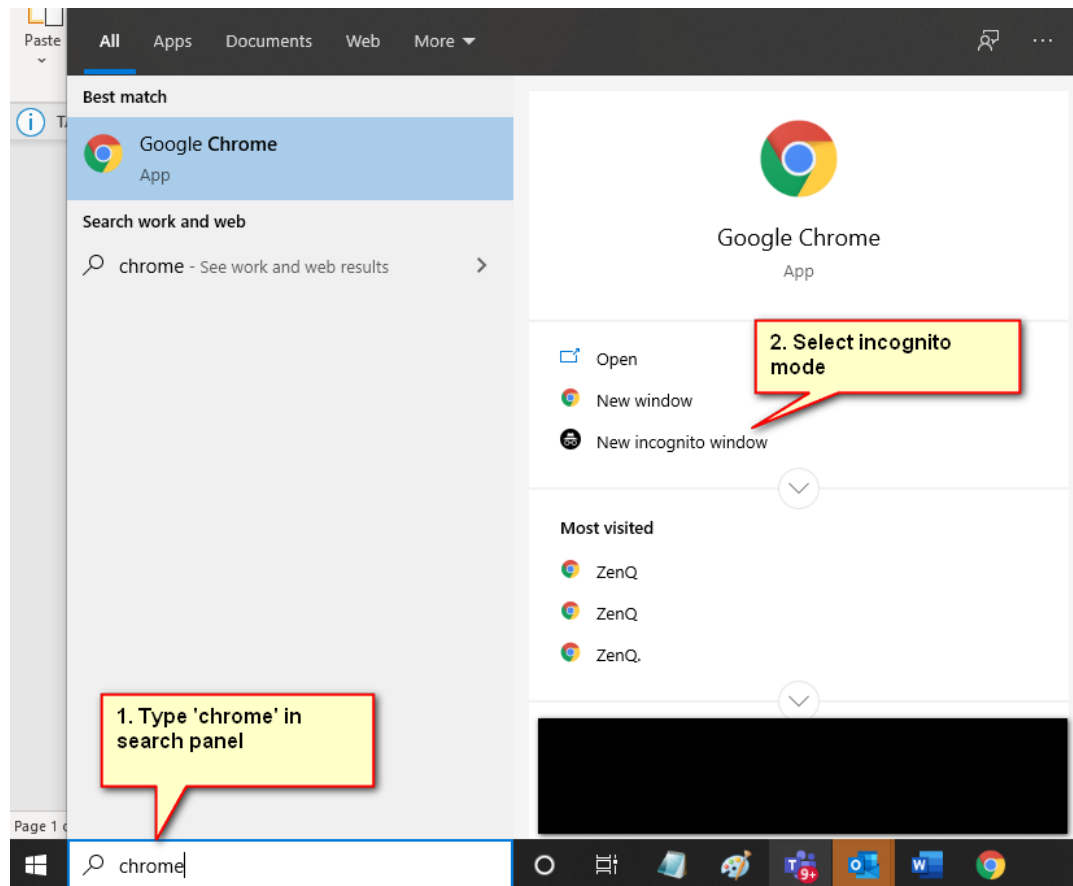 Paste
All Apps Documents Web More
Best match
Google Chrome
App
Search work and web
chrome - See work and web results
Google Chrome
App
2. Select incognito
mode
Open
New window
New incognito window
Most visited
ZenQ
ZenQ
ZenQ.
1. Type 'chrome' in
search panel
Page 1
chrome
9+